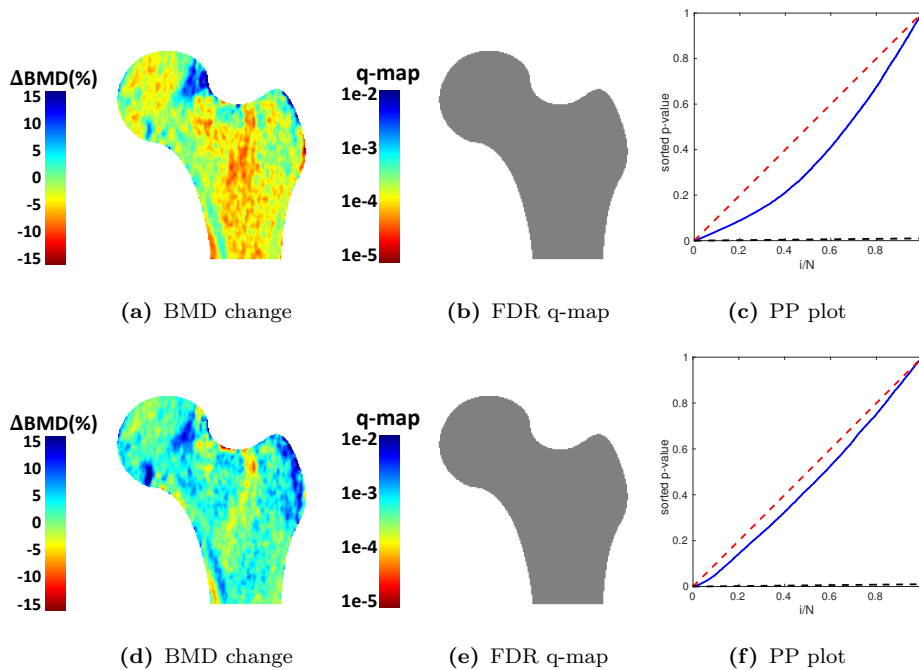 ΔBMD(%)
15
10
5
0
-5
-10
-15
q-map
1e-2
1e-3
1e-4
1e-5
1
0.8
0.6
0.4
0.2
0
sorted p-value
0
0.2
0.4
0.6
0.8
i/N
(a) BMD change
(b) FDR q-map
(c) PP plot
ΔBMD(%)
15
10
5
0
-5
-10
-15
q-map
1e-2
1e-3
1e-4
1e-5
1
0.8
0.6
0.4
0.2
0
sorted p-value
0
0.2
0.4
0.6
0.8
i/N
(d) BMD change
(e) FDR q-map
(f) PP plot